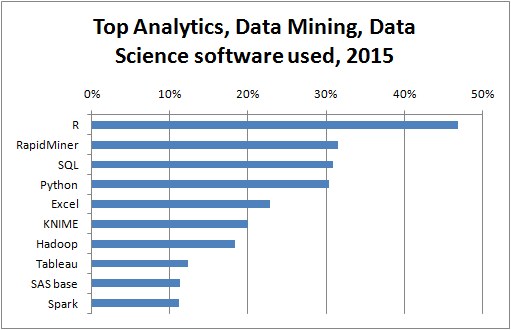 Top Analytics, Data Mining, Data
Science software used, 2015
0% 10% 20% 30% 40% 50%
R
RapidMiner
SQL
Python
Excel
KNIME
Hadoop
Tableau
SAS base
Spark